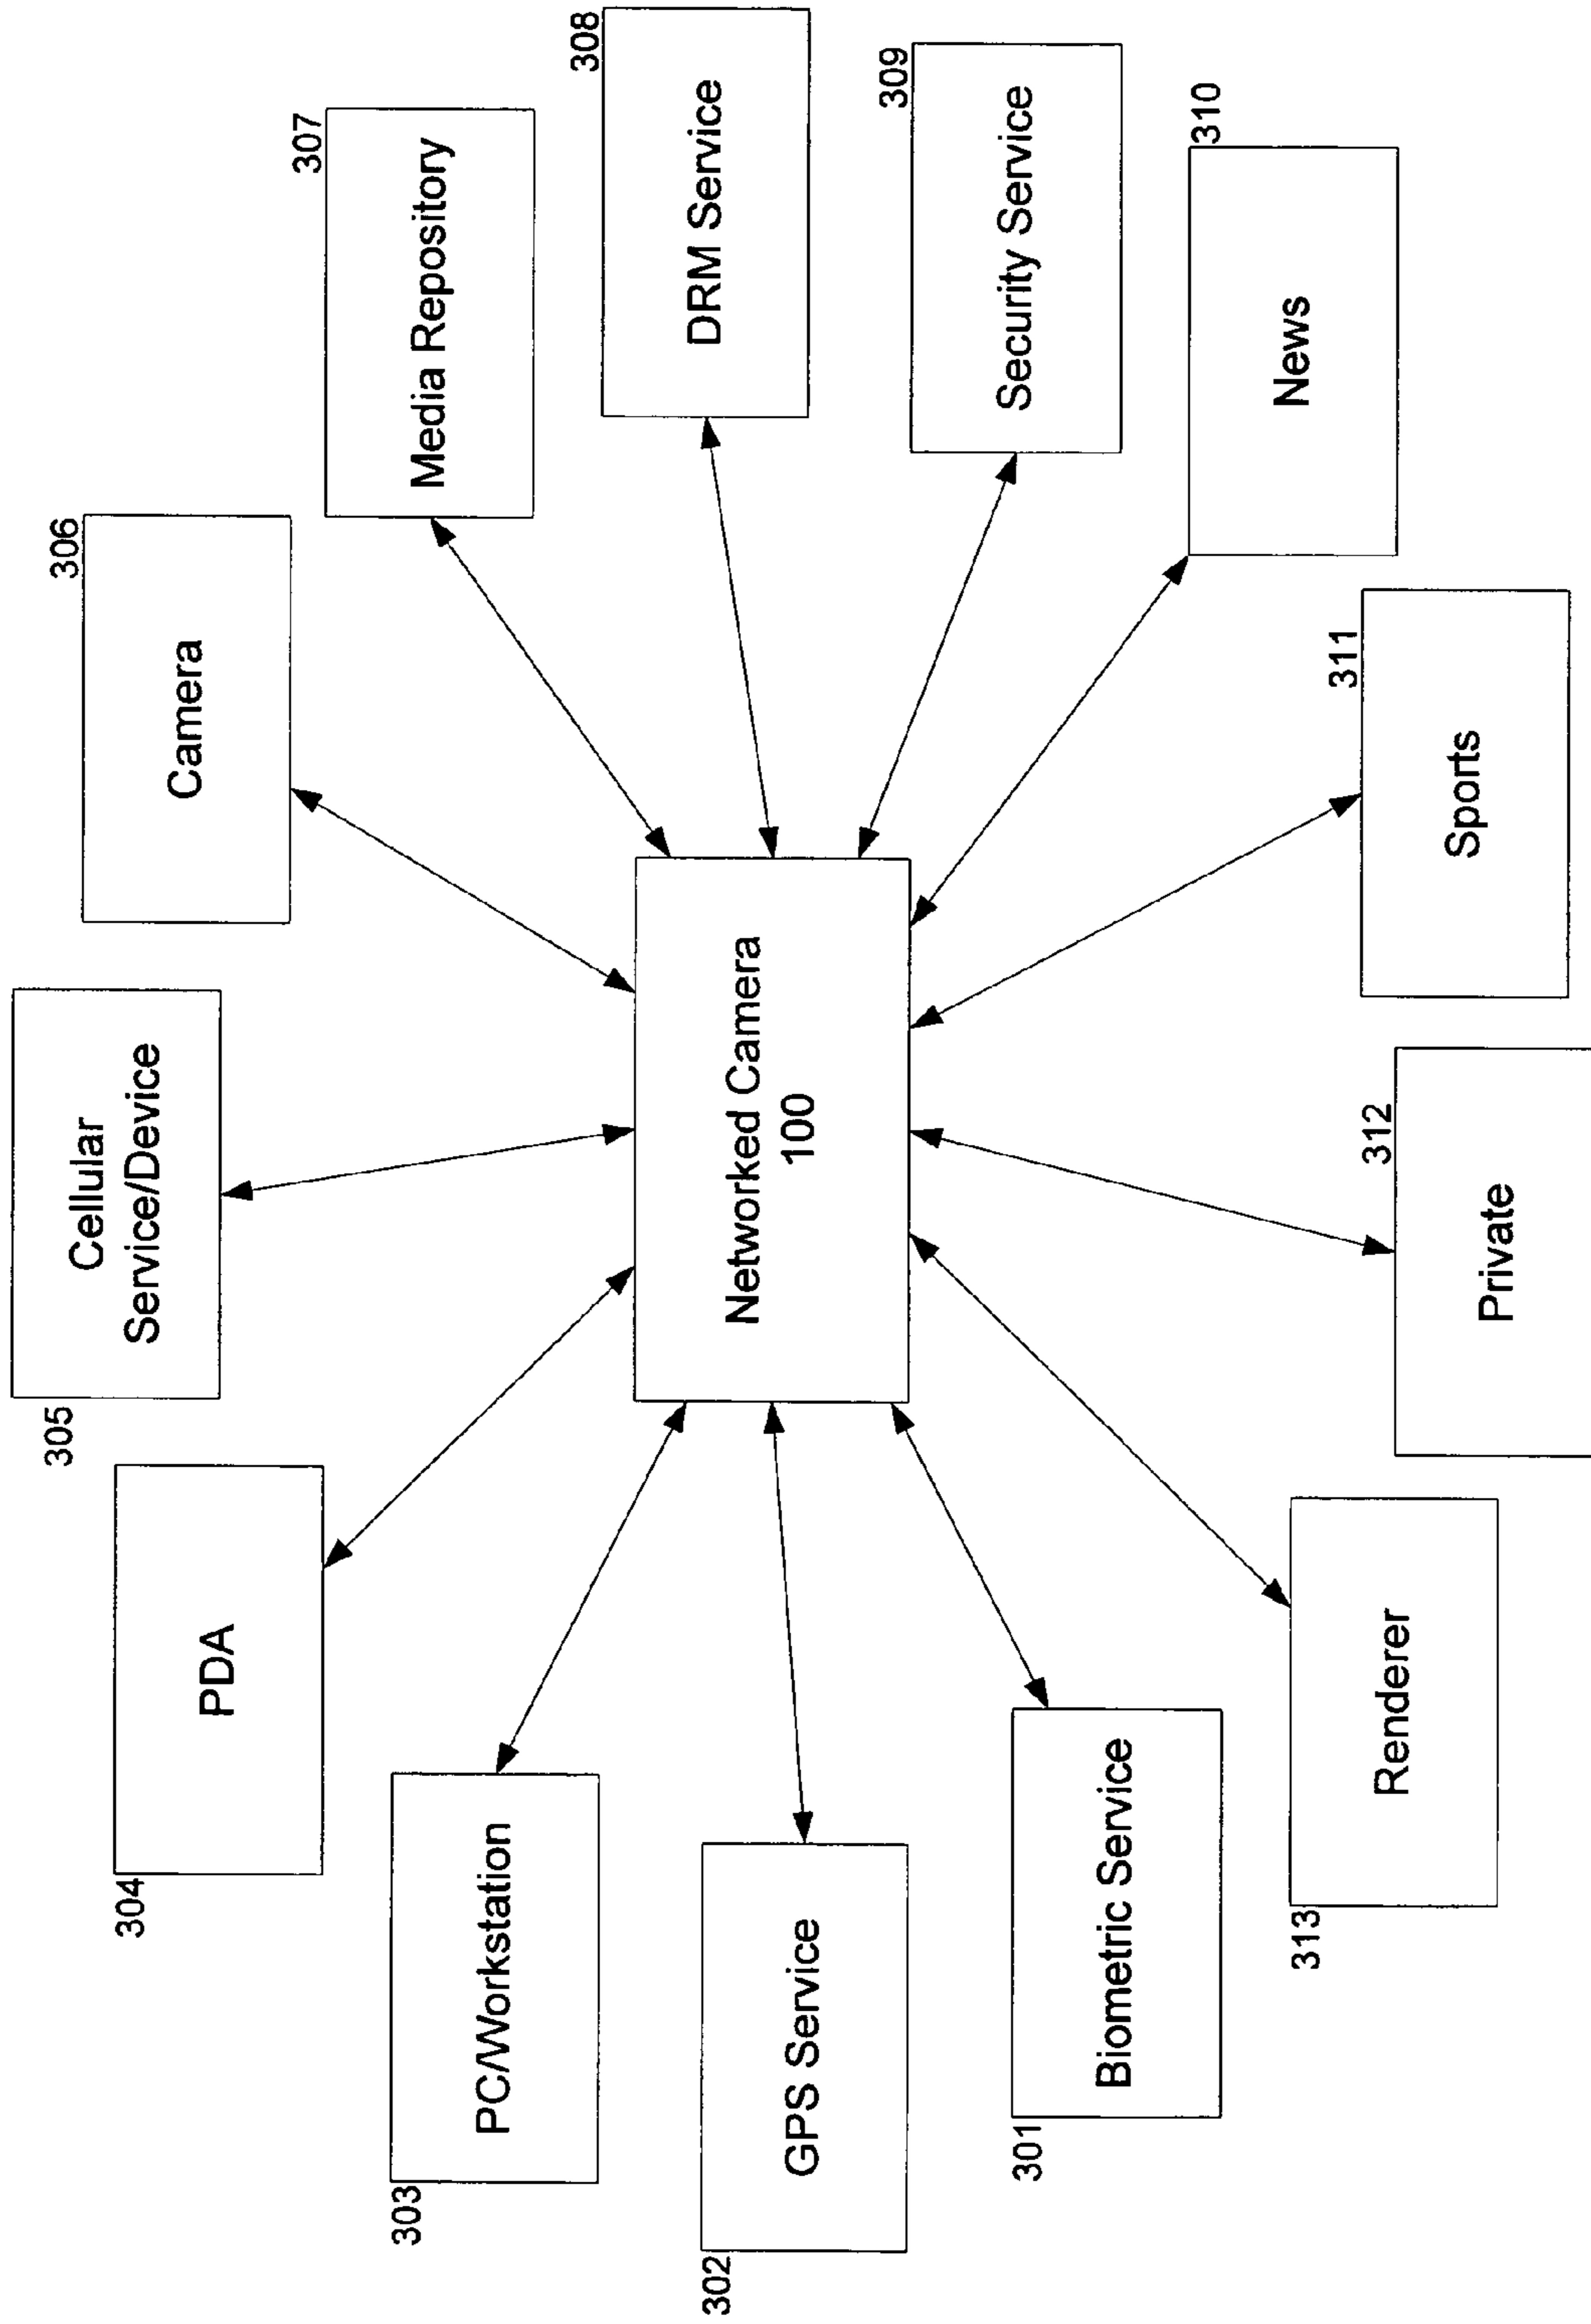 Cellular
Service/Device
305
Camera
306
PDA
304
Media Repository
307
PC/Workstation
303
DRM Service
308
Networked Camera
100
GPS Service
302
Security Service
309
Biometric Service
301
News
310
Renderer
313
Sports
311
Private
312